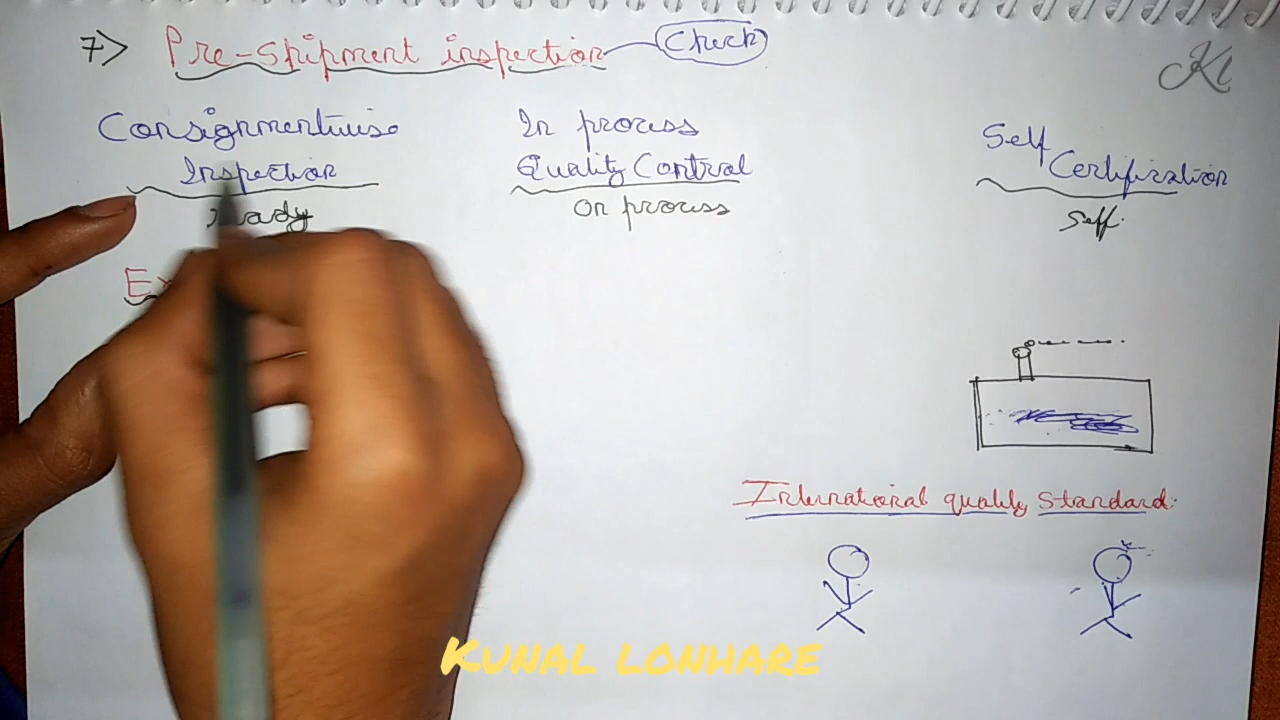 7> Pre-shipment inspection Check
Kl
Consignmentwise
Inspection
ready
In process
Quality Control
On process
Self
Certification
Self.
International quality standard.
KUNAL LONHARE